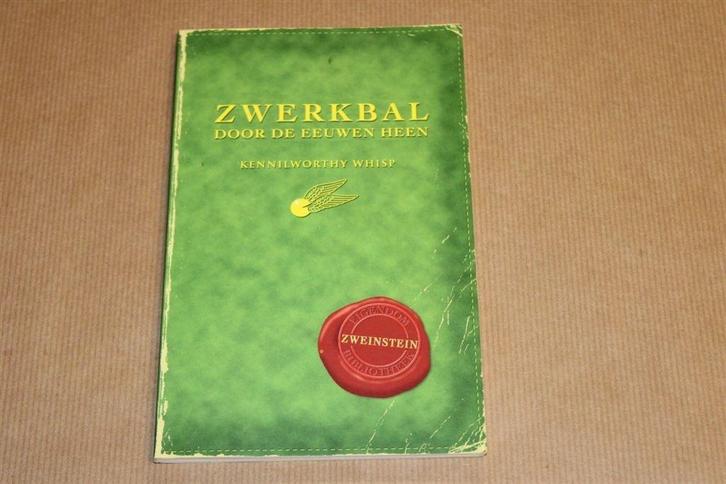 ZWERKBAL
DOOR DE EEUWEN HEEN
KENNILWORTHY WHISP
EIGENDOM
ZWEINSTEIN
BIBLIOTHEEK